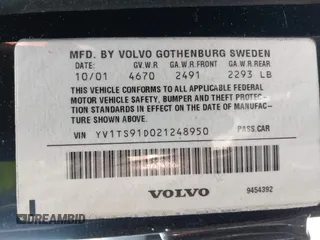 MFD. BY VOLVO GOTHENBURG SWEDEN
10/01 G.V.W.R 4670 GA.W.R.FRONT 2491 GA.W.R.REAR 2293 LB
THIS VEHICLE CONFORMS TO ALL APPLICABLE FEDERAL
MOTOR VEHICLE SAFETY, BUMPER AND THEFT PROTEC-
TION STANDARDS IN EFFECT ON THE DATE OF MANUFAC-
TURE SHOWN ABOVE.
VIN YV1TS91D021248950 PASS.CAR
VOLVO
9454392
DREAMBID